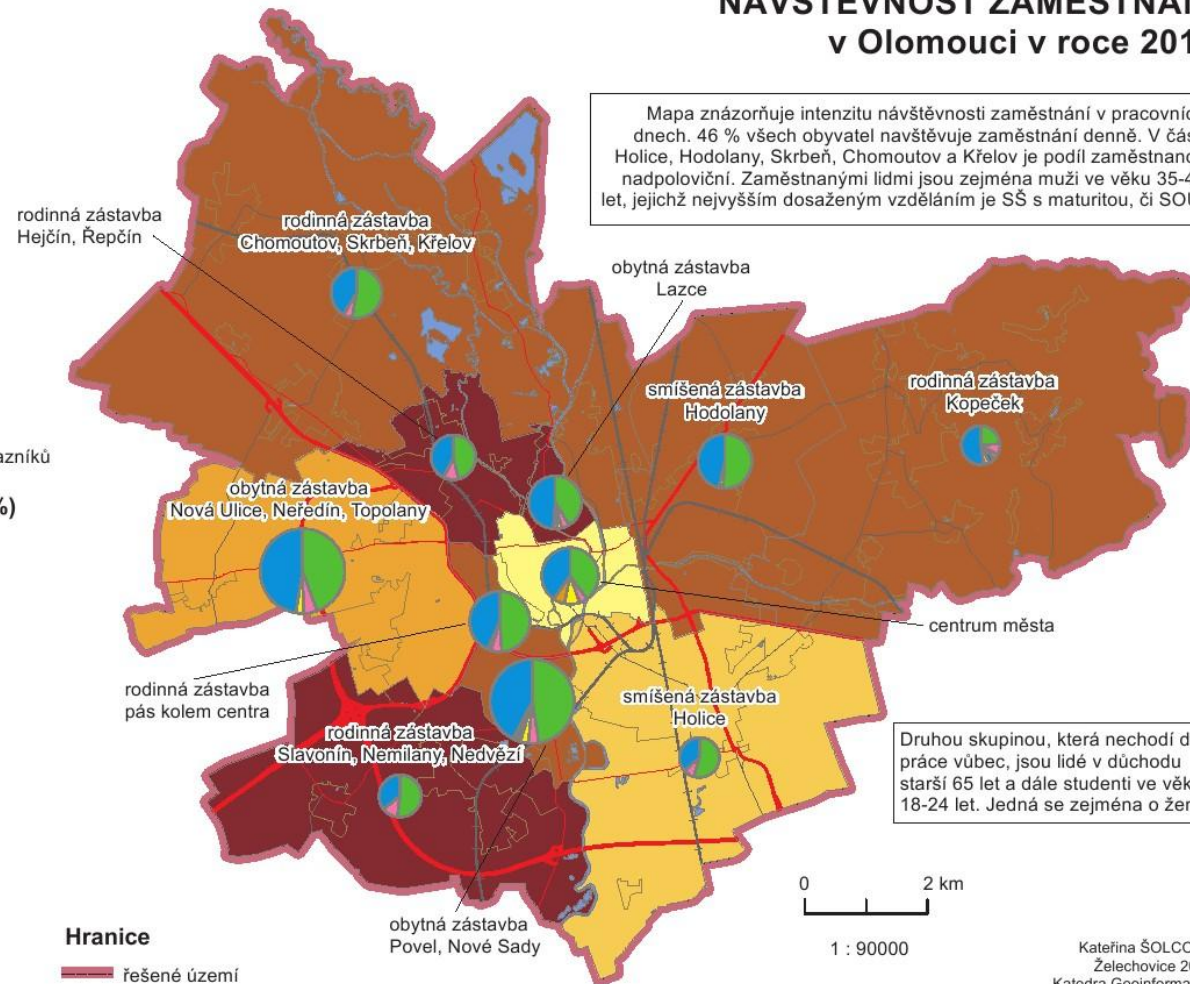 NÁVŠTĚVNOST ZAMĚSTNÁN
v Olomouci v roce 201
Mapa znázorňuje intenzitu návštěvnosti zaměstnání v pracovníc
dnech. 46 % všech obyvatel navštěvuje zaměstnání denně. V čás
Holice, Hodolany, Skrbeň, Chomoutov a Křelov je podíl zaměstnanc
nadpoloviční. Zaměstnanými lidmi jsou zejména muži ve věku 35-4
let, jejichž nejvyšším dosaženým vzděláním je SŠ s maturitou, či SOU
rodinná zástavba
Hejčín, Řepčín
rodinná zástavba
Chomoutov, Skrbeň, Křelov
obytná zástavba
Lazce
smíšená zástavba
Hodolany
rodinná zástavba
Kopeček
azníků
%)
obytná zástavba
Nová Ulice, Neředín, Topolany
centrum města
rodinná zástavba
pás kolem centra
smíšená zástavba
Holice
rodinná zástavba
Slavonín, Nemilany, Nedvězí
Druhou skupinou, která nechodí d
práce vůbec, jsou lidé v důchodu
starší 65 let a dále studenti ve věk
18-24 let. Jedná se zejména o žen
0 2 km
1 : 90000
obytná zástavba
Povel, Nové Sady
Hranice
řešené území
Kateřina ŠOLCO
Želechovice 20
Katedra Geoinforma